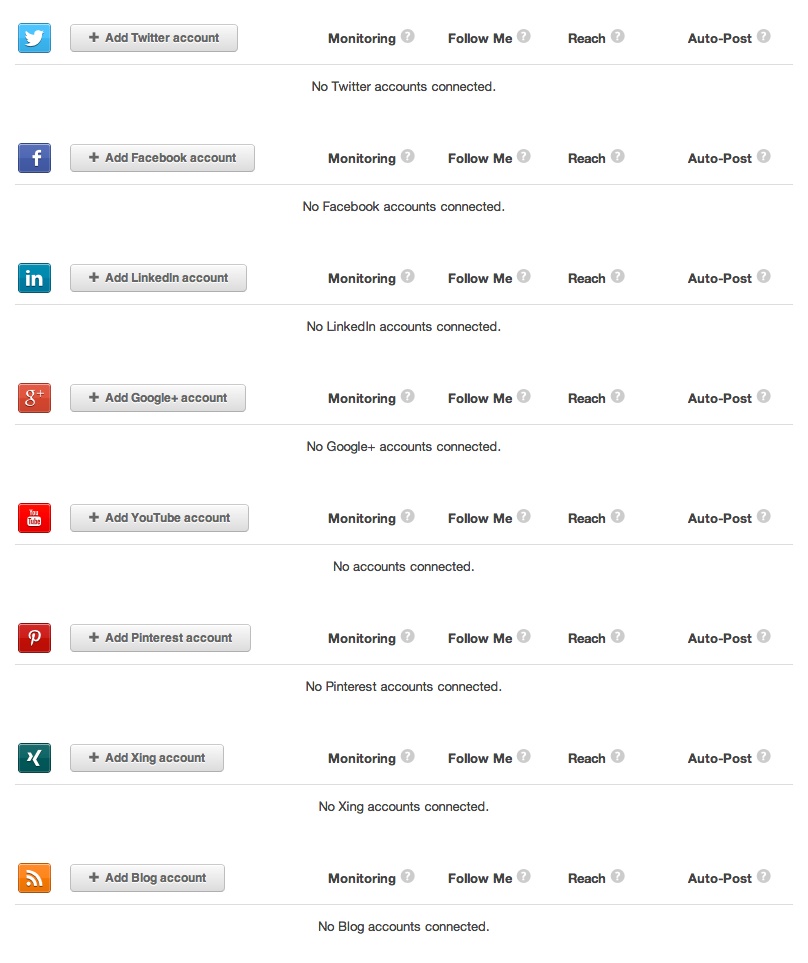 + Add Twitter account Monitoring ? Follow Me ? Reach ? Auto-Post ?
No Twitter accounts connected.
f + Add Facebook account Monitoring ? Follow Me ? Reach ? Auto-Post ?
No Facebook accounts connected.
in + Add LinkedIn account Monitoring ? Follow Me ? Reach ? Auto-Post ?
No LinkedIn accounts connected.
g+ + Add Google+ account Monitoring ? Follow Me ? Reach ? Auto-Post ?
No Google+ accounts connected.
You Tube + Add YouTube account Monitoring ? Follow Me ? Reach ? Auto-Post ?
No accounts connected.
P + Add Pinterest account Monitoring ? Follow Me ? Reach ? Auto-Post ?
No Pinterest accounts connected.
+ Add Xing account Monitoring ? Follow Me ? Reach ? Auto-Post ?
No Xing accounts connected.
+ Add Blog account Monitoring ? Follow Me ? Reach ? Auto-Post ?
No Blog accounts connected.